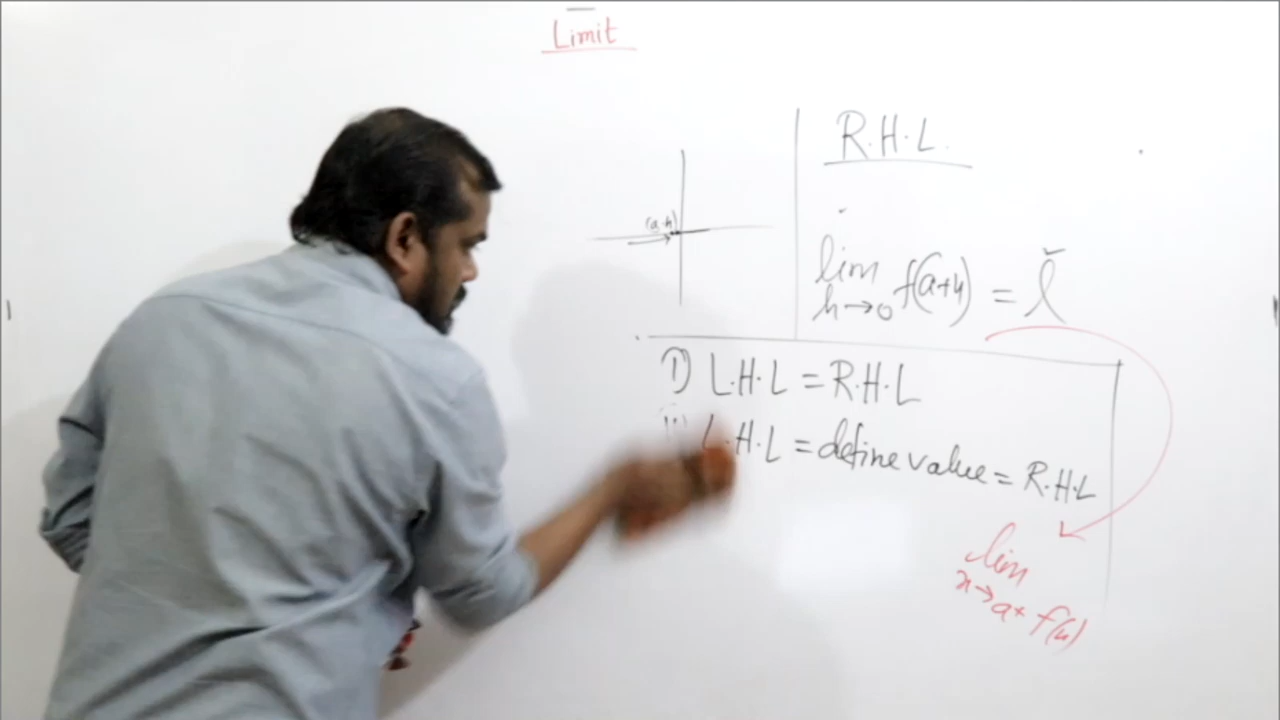 Limit
(a-h)
R.H.L.
lim f(a+h) = l
h→0
i) L.H.L = R.H.L
ii) L.H.L = define value = R.H.L
lim
x→a+ f(x)